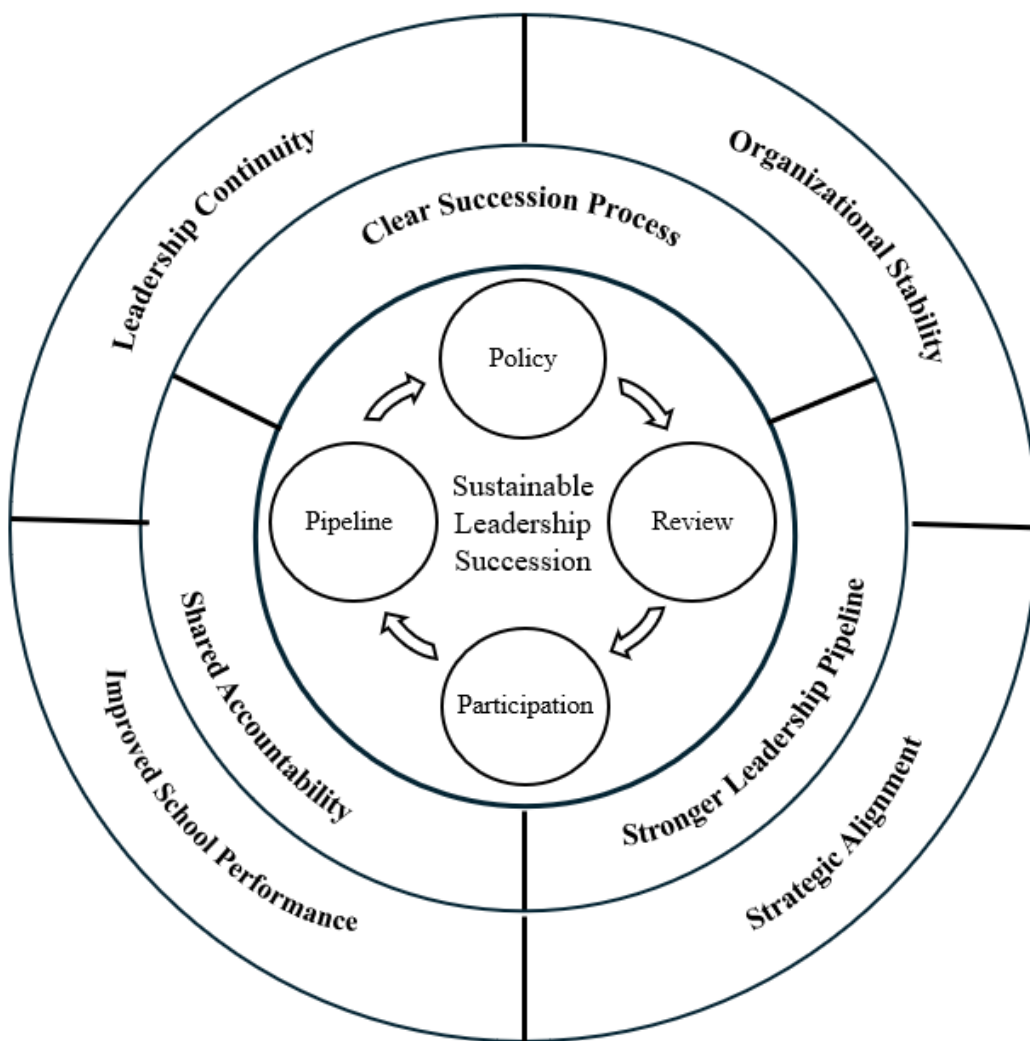 Leadership Continuity
Organizational Stability
Clear Succession Process
Policy
Pipeline
Sustainable
Leadership
Succession
Review
Participation
Shared Accountability
Stronger Leadership Pipeline
Improved School Performance
Strategic Alignment